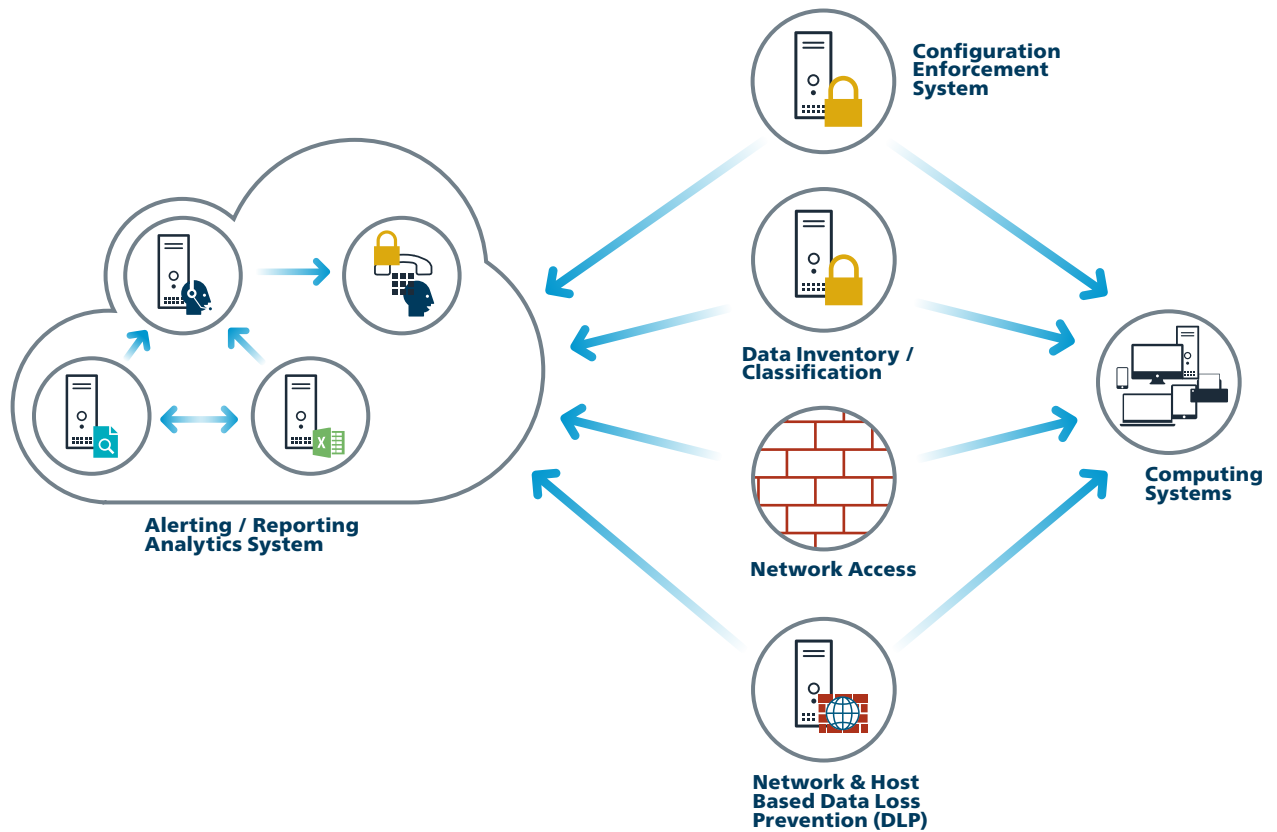 Configuration
Enforcement
System
Data Inventory /
Classification
X
Computing
Systems
Alerting / Reporting
Analytics System
Network Access
Network & Host
Based Data Loss
Prevention (DLP)